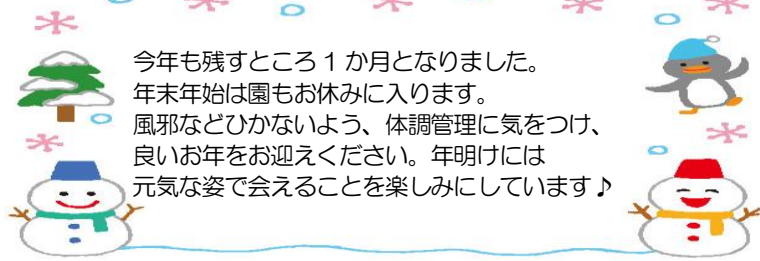 今年も残すところ１か月となりました。
年末年始は園もお休みに入ります。
風邪などひかないよう、体調管理に気をつけ、
良いお年をお迎えください。年明けには
元気な姿で会えることを楽しみにしています♪